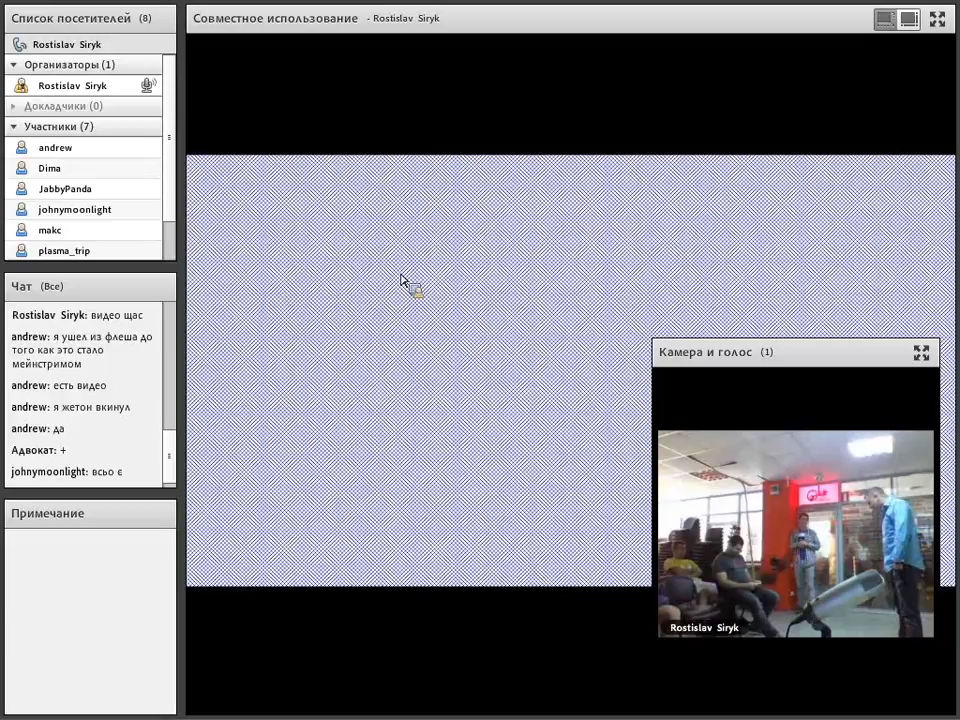 Список посетителей (8)
Rostislav Siryk
Организаторы (1)
Rostislav Siryk
Докладчики (0)
Участники (7)
andrew
Dima
JabbyPanda
johnymoonlight
макс
plasma_trip
Чат (Все)
Rostislav Siryk: видео щас
andrew: я ушел из флеша до
того как это стало
мейнстримом
andrew: есть видео
andrew: я жетон вкинул
andrew: да
Адвокат: +
johnymoonlight: всьо є
Примечание
Совместное использование - Rostislav Siryk
Камера и голос (1)
Rostislav Siryk